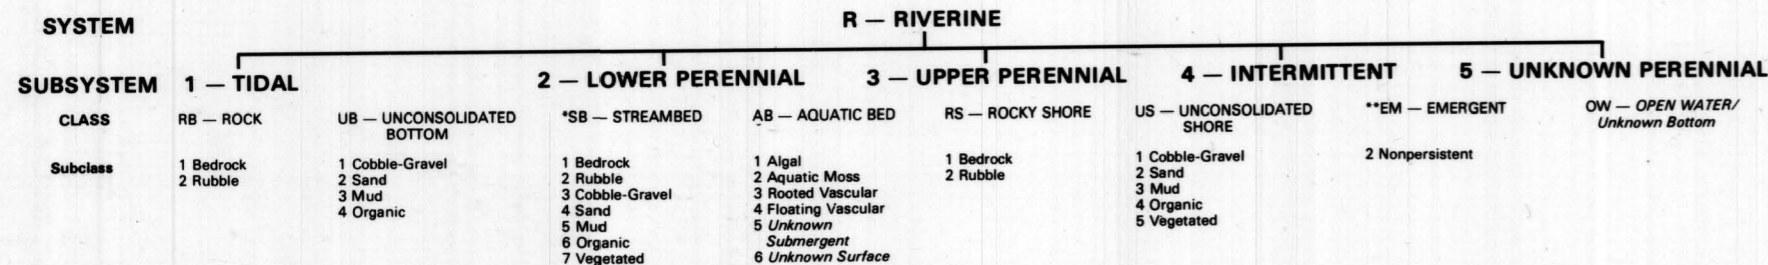 SYSTEM
R — RIVERINE
SUBSYSTEM 1 — TIDAL 2 — LOWER PERENNIAL 3 — UPPER PERENNIAL 4 — INTERMITTENT 5 — UNKNOWN PERENNIAL
CLASS
RB — ROCK
UB — UNCONSOLIDATED
BOTTOM
*SB — STREAMBED
AB — AQUATIC BED
RS — ROCKY SHORE
US — UNCONSOLIDATED
SHORE
**EM — EMERGENT
OW — OPEN WATER/
Unknown Bottom
Subclass
1 Bedrock
2 Rubble
1 Cobble-Gravel
2 Sand
3 Mud
4 Organic
1 Bedrock
2 Rubble
3 Cobble-Gravel
4 Sand
5 Mud
6 Organic
7 Vegetated
1 Algal
2 Aquatic Moss
3 Rooted Vascular
4 Floating Vascular
5 Unknown
Submergent
6 Unknown Surface
1 Bedrock
2 Rubble
1 Cobble-Gravel
2 Sand
3 Mud
4 Organic
5 Vegetated
2 Nonpersistent